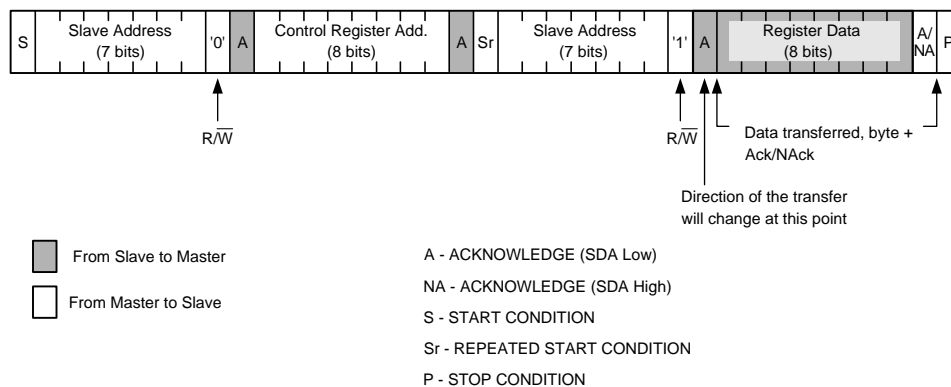 S
Slave Address
(7 bits)
'0'
A
Control Register Add.
(8 bits)
A
Sr
Slave Address
(7 bits)
'1'
A
Register Data
(8 bits)
A/
NA
P
R/W̅
R/W̅
Data transferred, byte +
Ack/NAck
Direction of the transfer
will change at this point
From Slave to Master
From Master to Slave
A - ACKNOWLEDGE (SDA Low)
NA - ACKNOWLEDGE (SDA High)
S - START CONDITION
Sr - REPEATED START CONDITION
P - STOP CONDITION